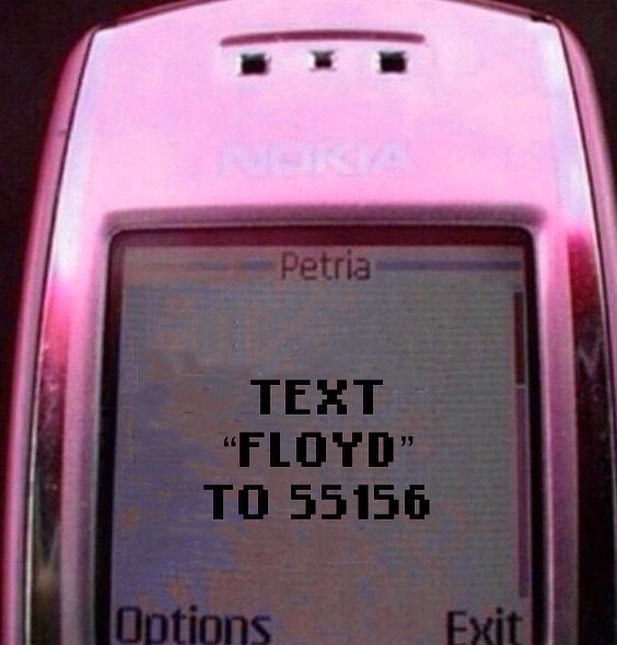 NOKIA
Petria
TEXT
“FLOYD”
TO 55156
Options
Exit